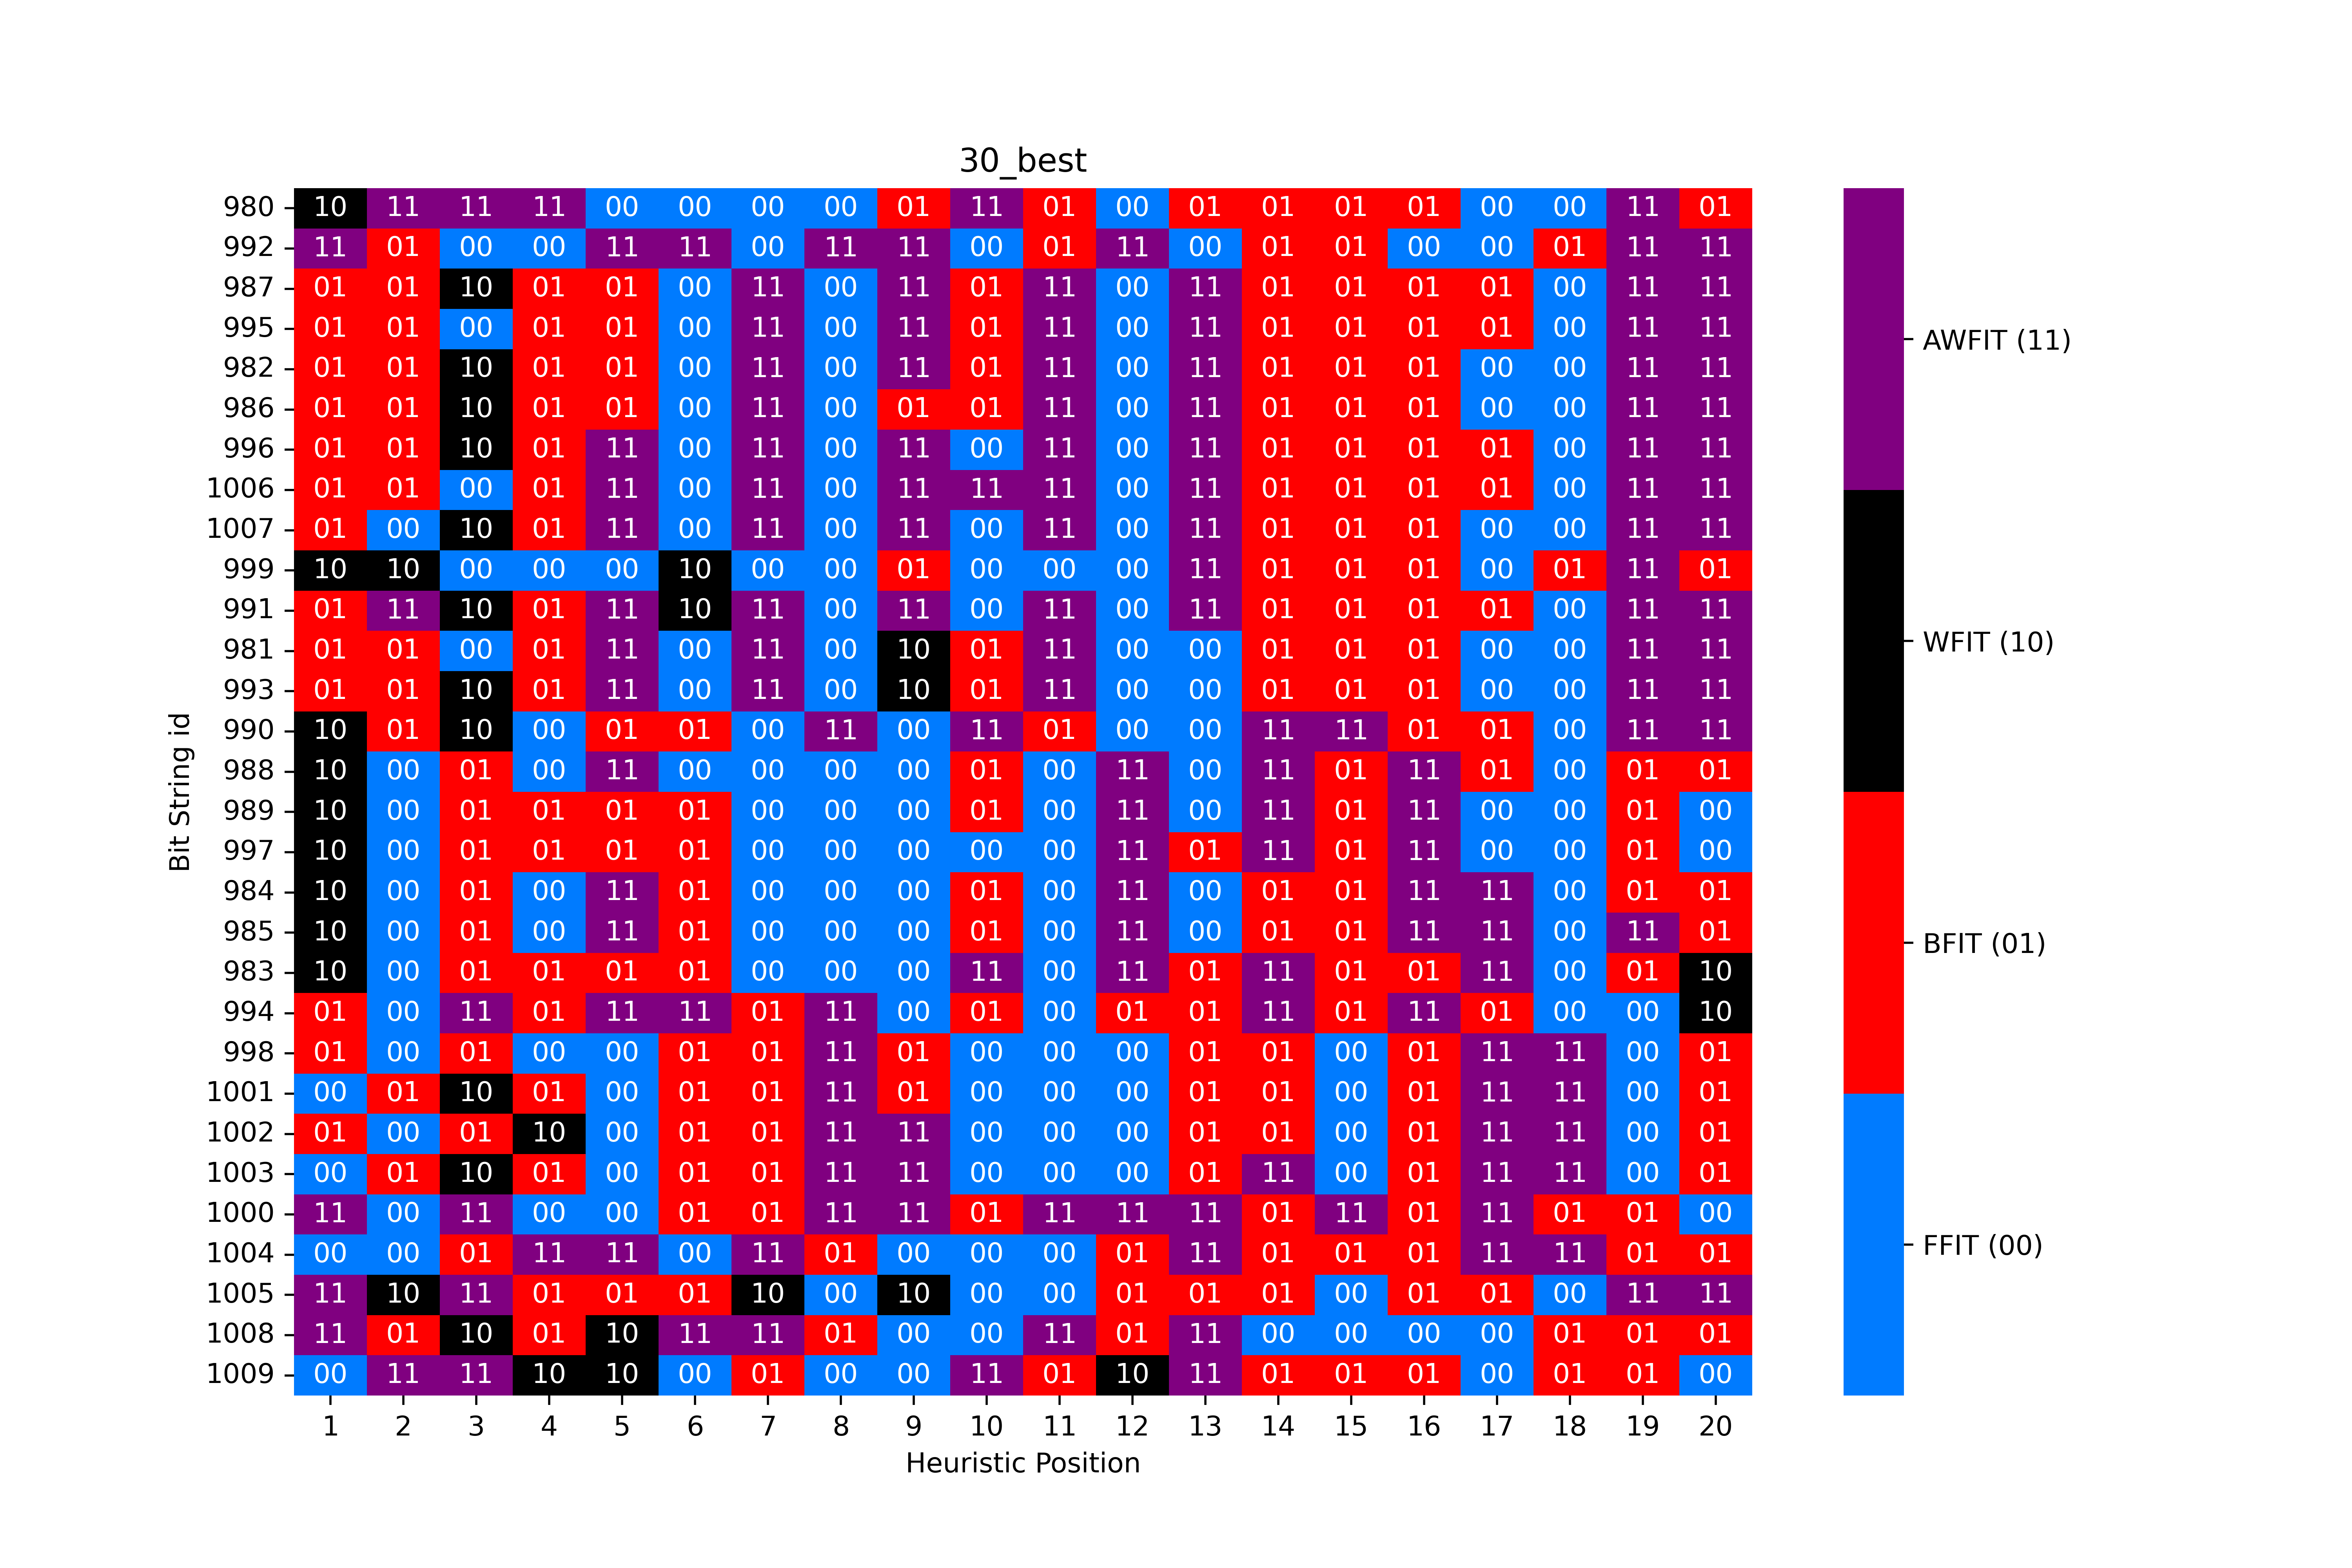 30_best
980 10 11 11 11 00 00 00 00 01 11 01 00 01 01 01 01 00 00 11 01
992 11 01 00 00 11 11 00 11 11 00 01 11 00 01 01 00 00 01 11 11
987 01 01 10 01 01 00 11 00 11 01 11 00 11 01 01 01 01 00 11 11
995 01 01 00 01 01 00 11 00 11 01 11 00 11 01 01 01 01 00 11 11
982 01 01 10 01 01 00 11 00 11 01 11 00 11 01 01 01 00 00 11 11
986 01 01 10 01 01 00 11 00 01 01 11 00 11 01 01 01 00 00 11 11
996 01 01 10 01 11 00 11 00 11 00 11 00 11 01 01 01 01 00 11 11
1006 01 01 00 01 11 00 11 00 11 11 11 00 11 01 01 01 01 00 11 11
1007 01 00 10 01 11 00 11 00 11 00 11 00 11 01 01 01 00 00 11 11
999 10 10 00 00 00 10 00 00 01 00 00 00 11 01 01 01 00 01 11 01
991 01 11 10 01 11 10 11 00 11 00 11 00 11 01 01 01 01 00 11 11
981 01 01 00 01 11 00 11 00 10 01 11 00 00 01 01 01 00 00 11 11
993 01 01 10 01 11 00 11 00 10 01 11 00 00 01 01 01 00 00 11 11
990 10 01 10 00 01 01 00 11 00 11 01 00 00 11 11 01 01 00 11 11
988 10 00 01 00 11 00 00 00 00 01 00 11 00 11 01 11 01 00 01 01
989 10 00 01 01 01 01 00 00 00 01 00 11 00 11 01 11 00 00 01 00
997 10 00 01 01 01 01 00 00 00 00 00 11 01 11 01 11 00 00 01 00
984 10 00 01 00 11 01 00 00 00 01 00 11 00 01 01 11 11 00 01 01
985 10 00 01 00 11 01 00 00 00 01 00 11 00 01 01 11 11 00 11 01
983 10 00 01 01 01 01 00 00 00 11 00 11 01 11 01 01 11 00 01 10
994 01 00 11 01 11 11 01 11 00 01 00 01 01 11 01 11 01 00 00 10
998 01 00 01 00 00 01 01 11 01 00 00 00 01 01 00 01 11 11 00 01
1001 00 01 10 01 00 01 01 11 01 00 00 00 01 01 00 01 11 11 00 01
1002 01 00 01 10 00 01 01 11 11 00 00 00 01 01 00 01 11 11 00 01
1003 00 01 10 01 00 01 01 11 11 00 00 00 01 11 00 01 11 11 00 01
1000 11 00 11 00 00 01 01 11 11 01 11 11 11 01 11 01 11 01 01 00
1004 00 00 01 11 11 00 11 01 00 00 00 01 11 01 01 01 11 11 01 01
1005 11 10 11 01 01 01 10 00 10 00 00 01 01 01 00 01 01 00 11 11
1008 11 01 10 01 10 11 11 01 00 00 11 01 11 00 00 00 00 01 01 01
1009 00 11 11 10 10 00 01 00 00 11 01 10 11 01 01 01 00 01 01 00
1 2 3 4 5 6 7 8 9 10 11 12 13 14 15 16 17 18 19 20
Heuristic Position
Bit String id
AWFIT (11)
WFIT (10)
BFIT (01)
FFIT (00)